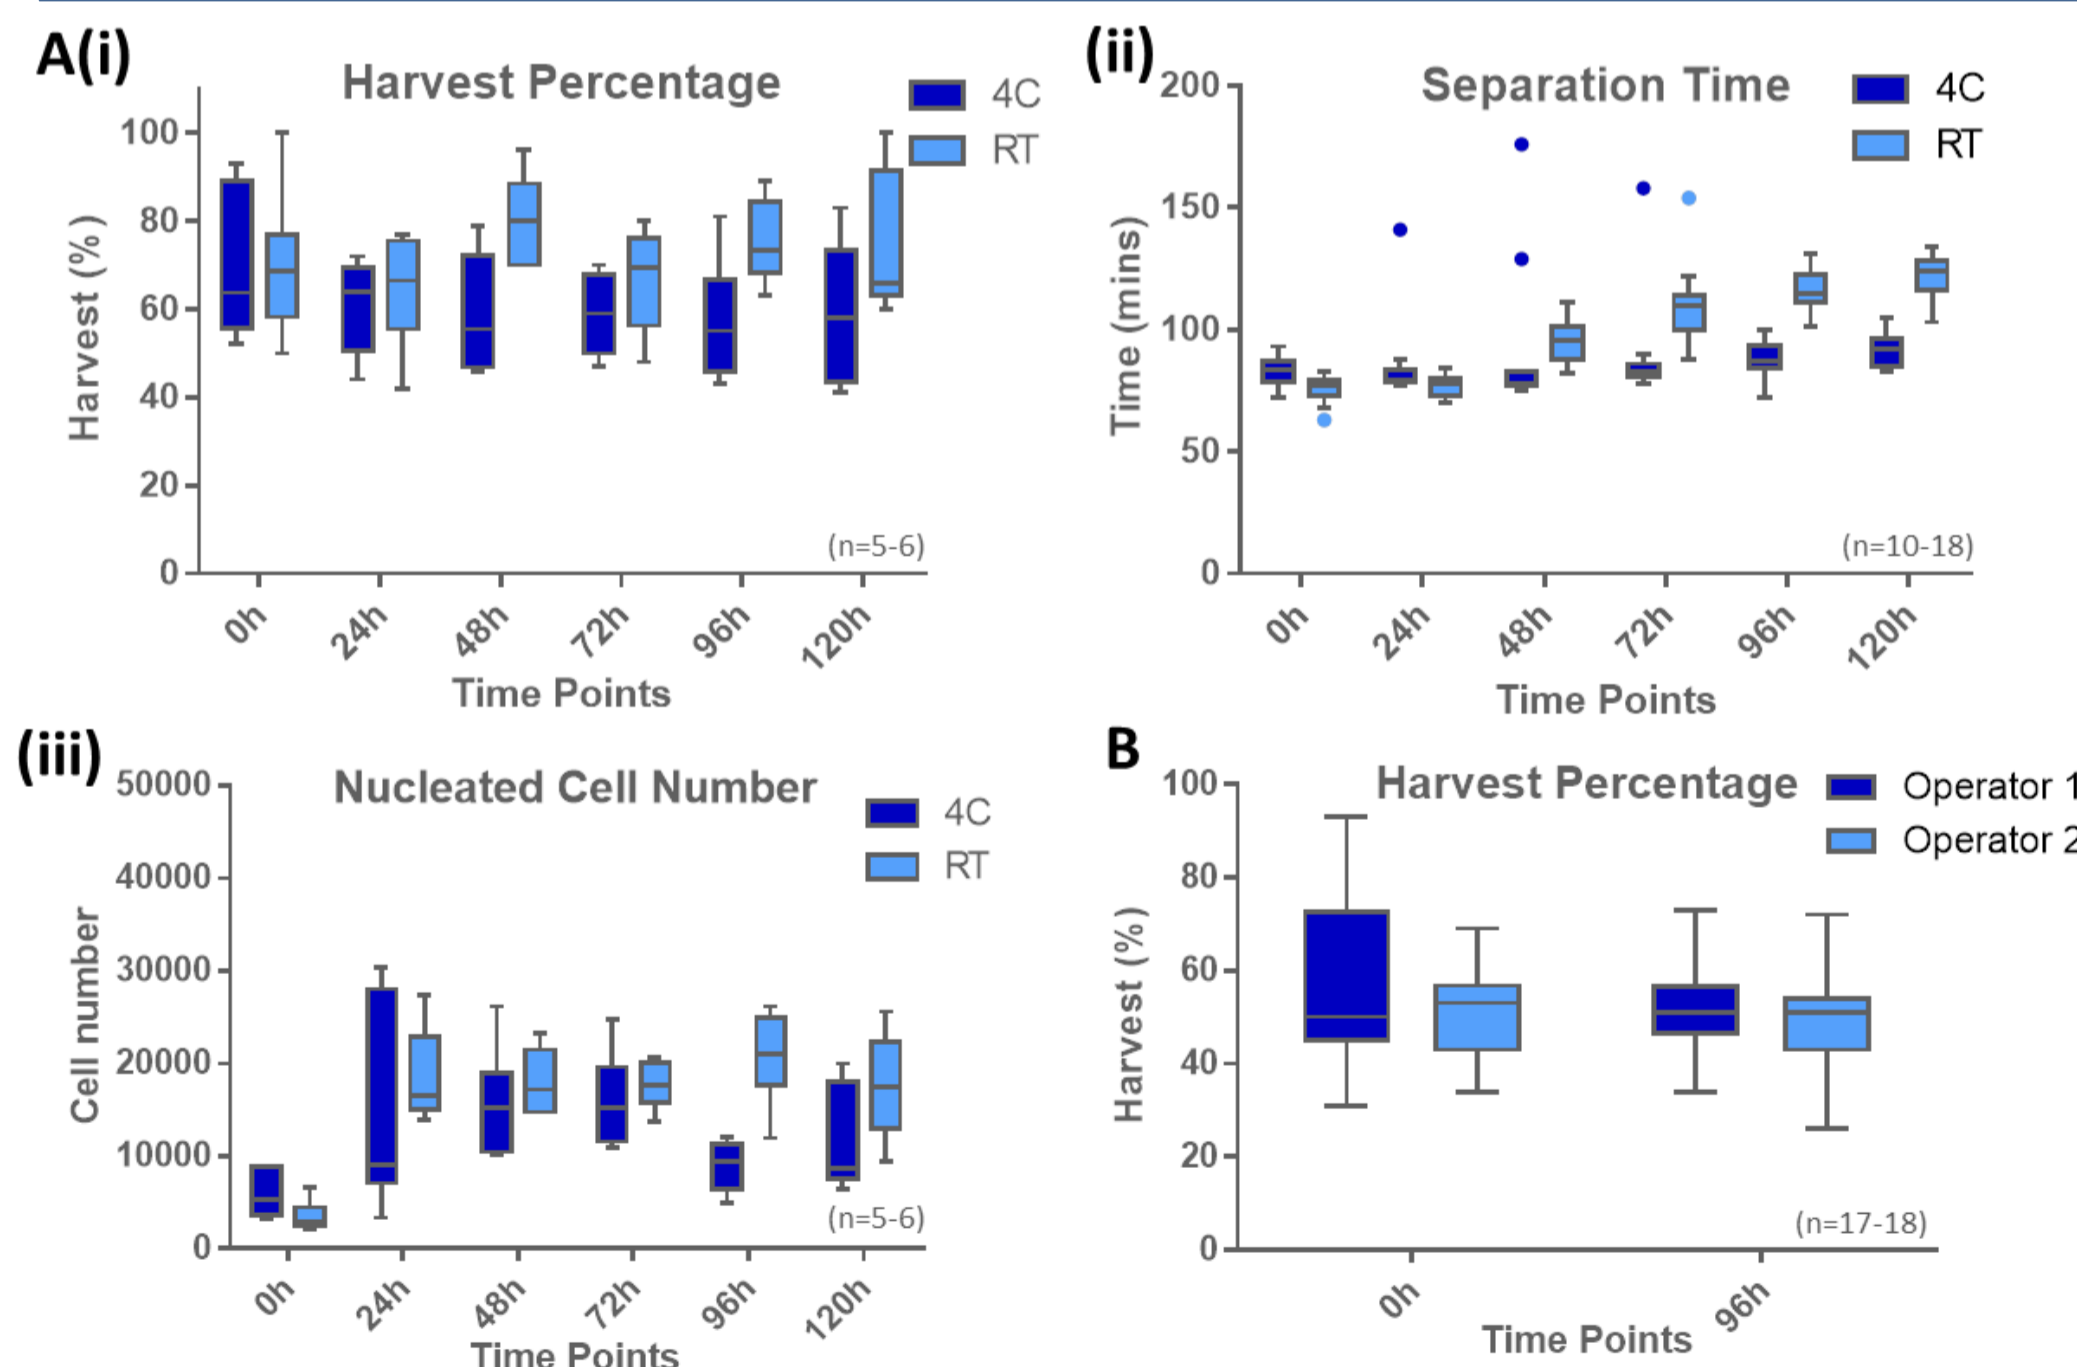 A(i)
Harvest Percentage
4C
RT
Harvest (%)
100
80
60
40
20
0
(n=5-6)
0h
24h
48h
72h
96h
120h
Time Points
(ii)
Separation Time
4C
RT
Time (mins)
200
150
100
50
0
(n=10-18)
0h
24h
48h
72h
96h
120h
Time Points
(iii)
Nucleated Cell Number
4C
RT
Cell number
50000
40000
30000
20000
10000
0
(n=5-6)
0h
24h
48h
72h
96h
120h
Time Points
B
Harvest Percentage
Operator 1
Operator 2
Harvest (%)
100
80
60
40
20
0
(n=17-18)
0h
96h
Time Points